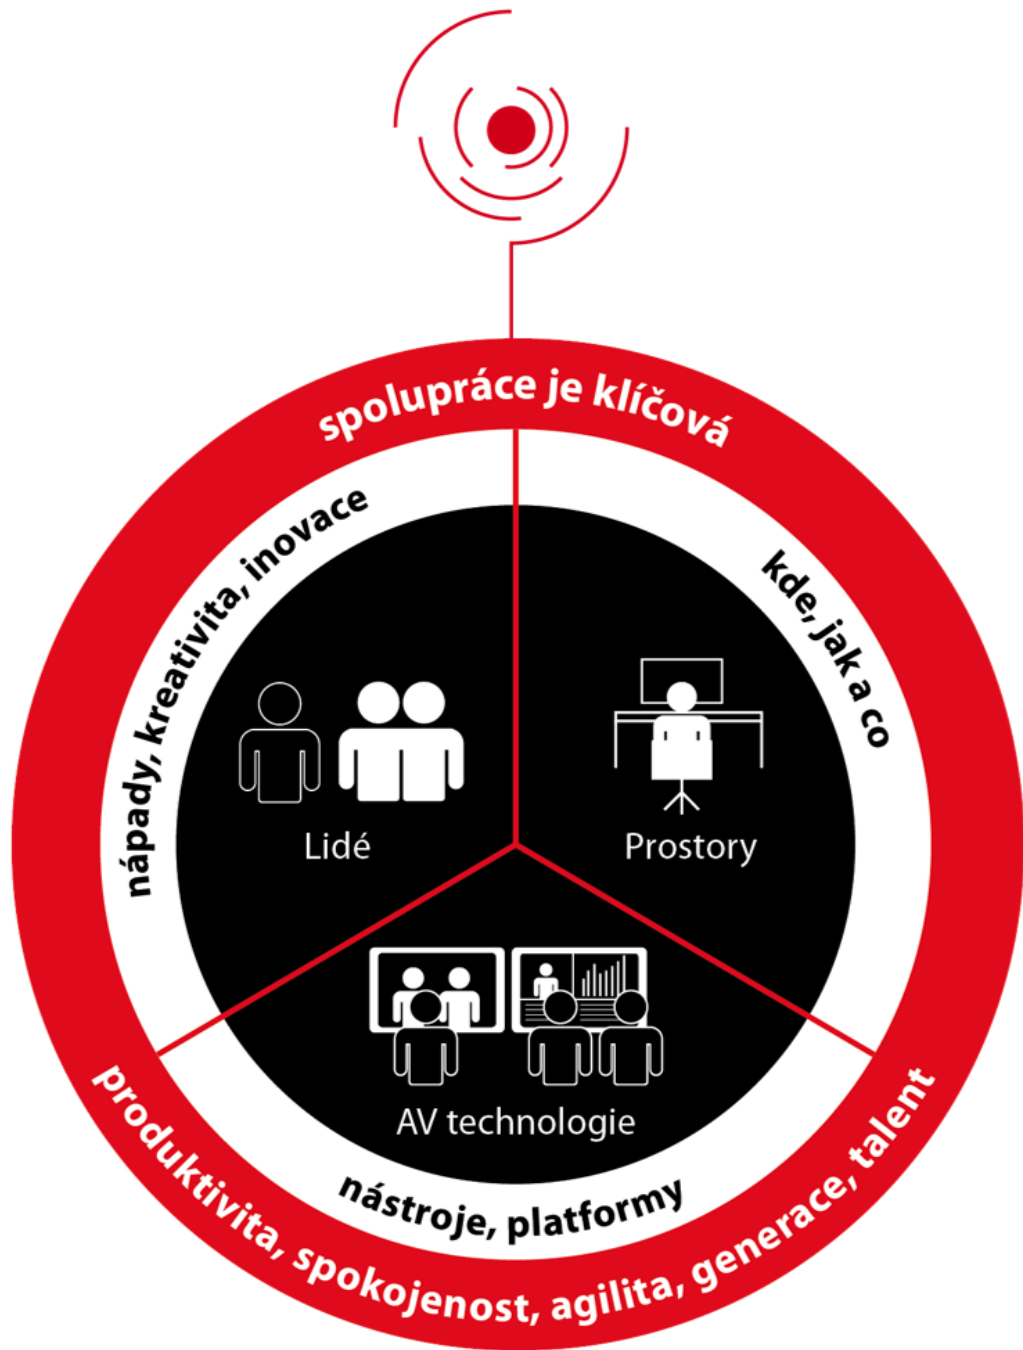 spolupráce je klíčová
nápady, kreativita, inovace
kde, jak a co
Lidé
Prostory
AV technologie
nástroje, platformy
produktivita, spokojenost, agilita, generace, talent